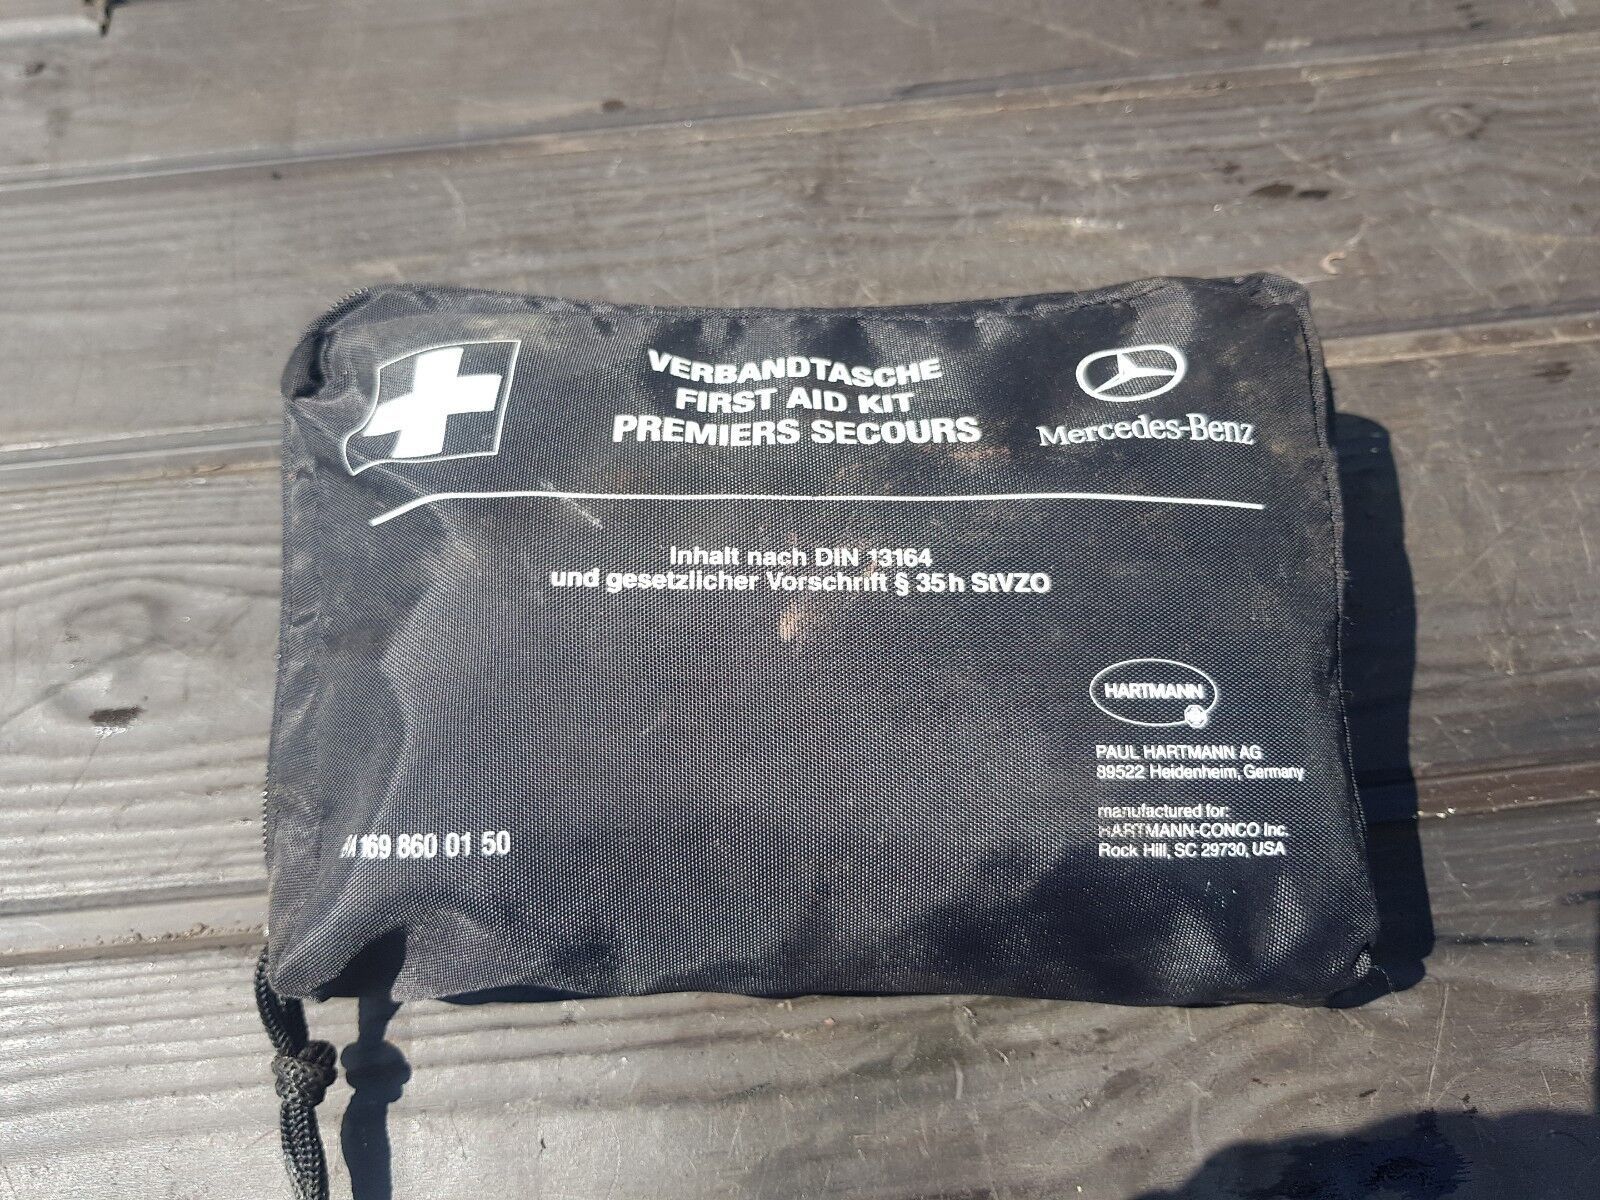 VERBANDTASCHE
FIRST AID KIT
PREMIERS SECOURS
Mercedes-Benz
Inhalt nach DIN 13164
und gesetzlicher Vorschrift § 35h StVZO
HARTMANN
PAUL HARTMANN AG
89522 Heidenheim, Germany
manufactured for:
HARTMANN-CONCO Inc.
Rock Hill, SC 29730, USA
A 169 860 01 50